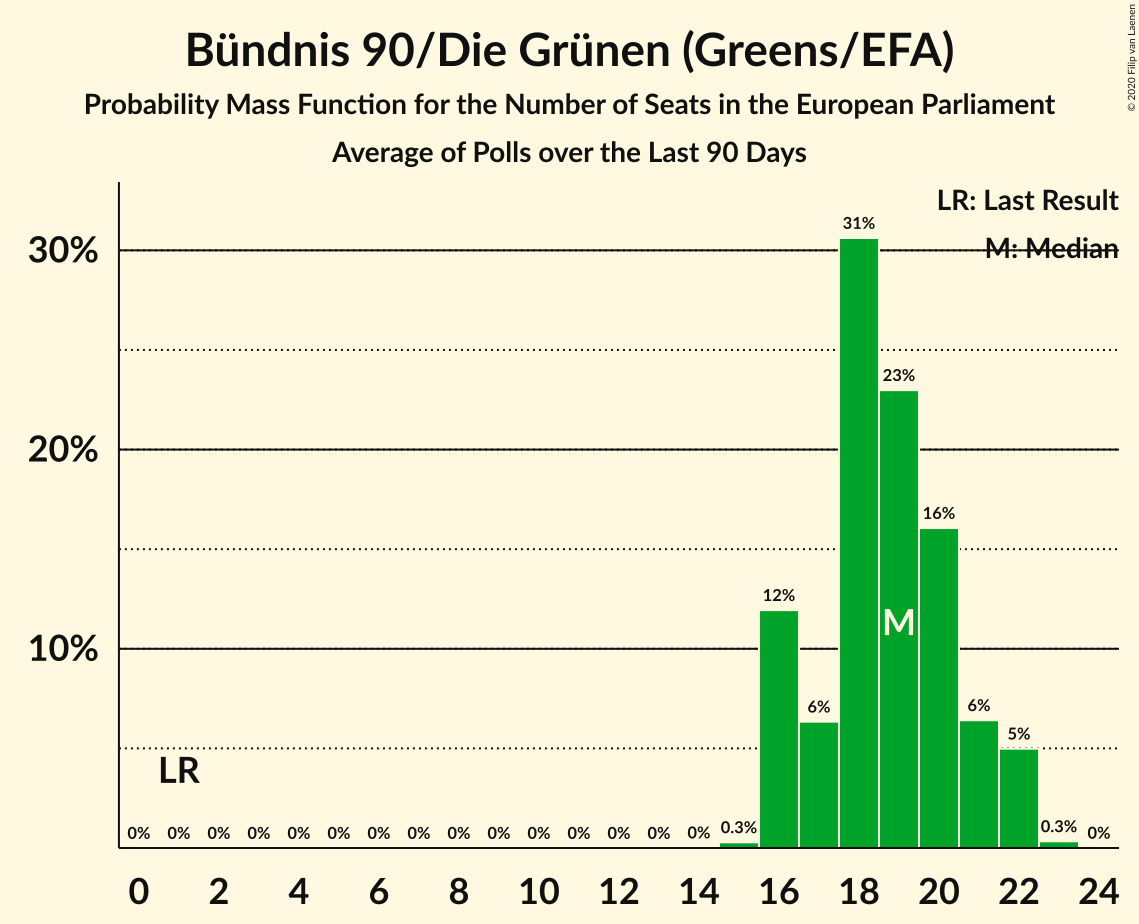 Bündnis 90/Die Grünen (Greens/EFA)
Probability Mass Function for the Number of Seats in the European Parliament
Average of Polls over the Last 90 Days
© 2020 Filip van Laenen
LR: Last Result
M: Median
30%
20%
10%
31%
23%
16%
12%
6%
6%
5%
M
LR
0% 0% 0% 0% 0% 0% 0% 0% 0% 0% 0% 0% 0% 0% 0% 0.3% 0.3% 0%
0 2 4 6 8 10 12 14 16 18 20 22 24